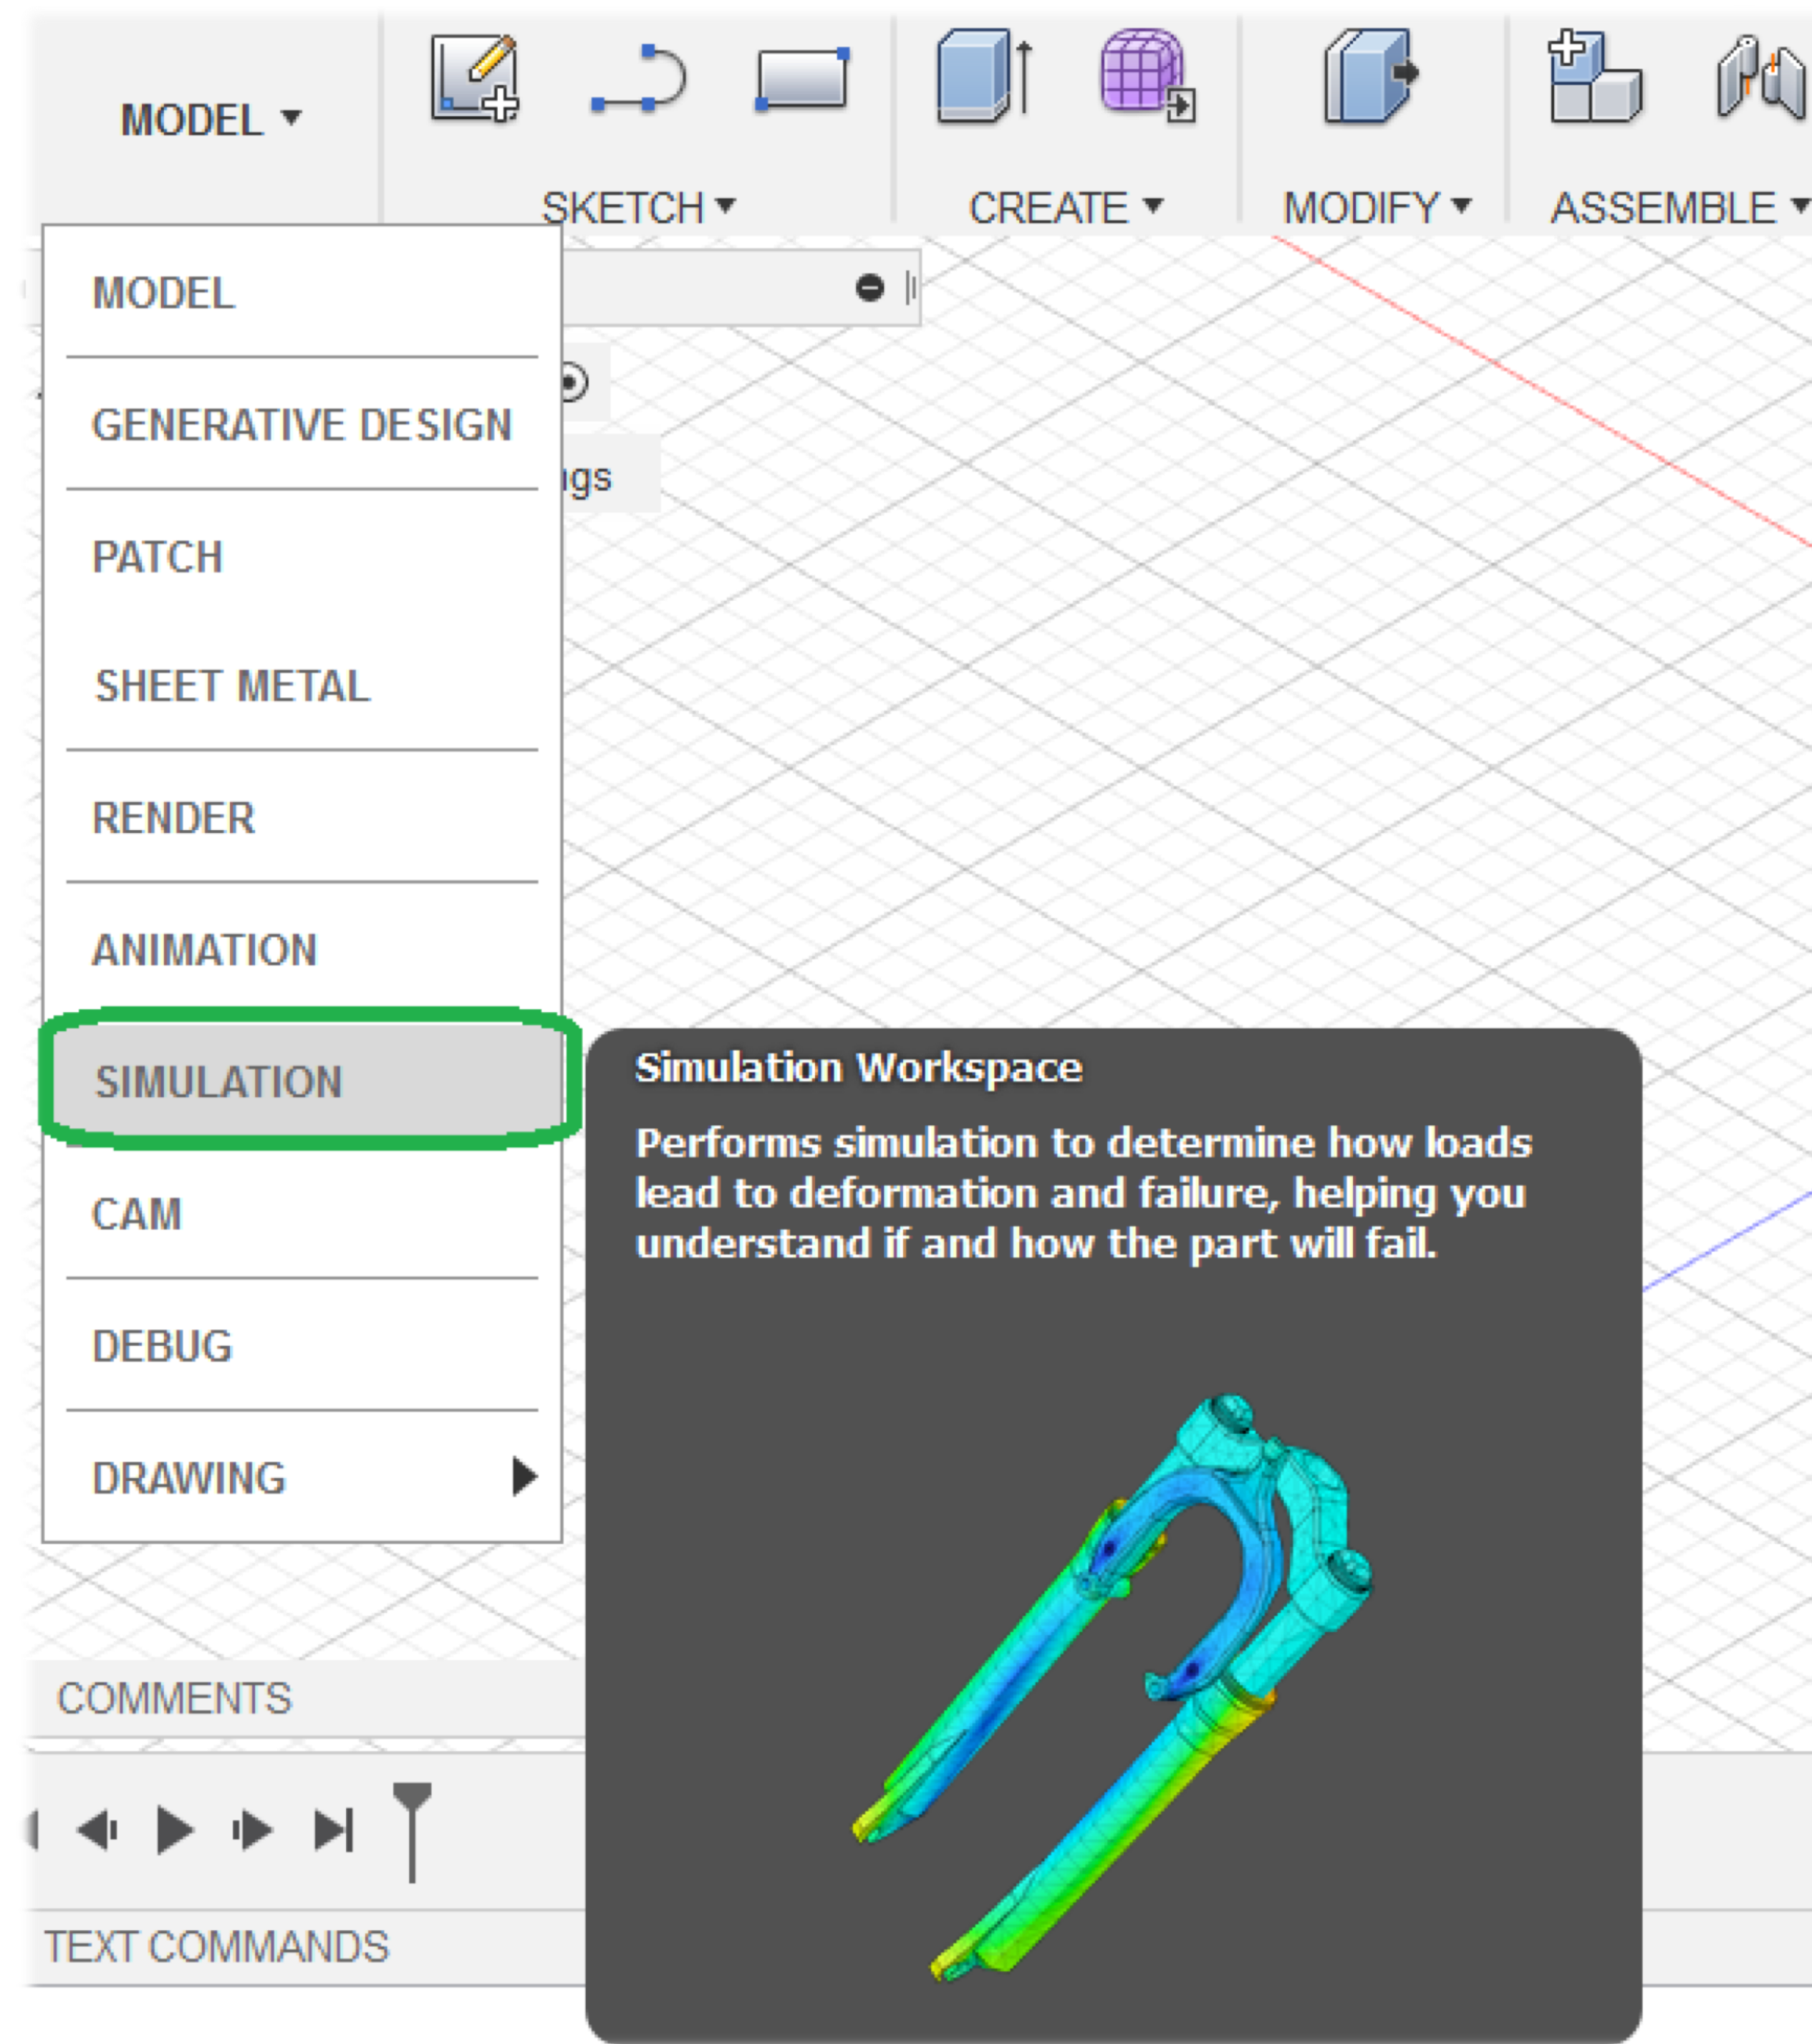 MODEL
SKETCH
CREATE
MODIFY
ASSEMBLE
MODEL
GENERATIVE DESIGN
PATCH
SHEET METAL
RENDER
ANIMATION
SIMULATION
CAM
DEBUG
DRAWING
Simulation Workspace
Performs simulation to determine how loads
lead to deformation and failure, helping you
understand if and how the part will fail.
COMMENTS
TEXT COMMANDS